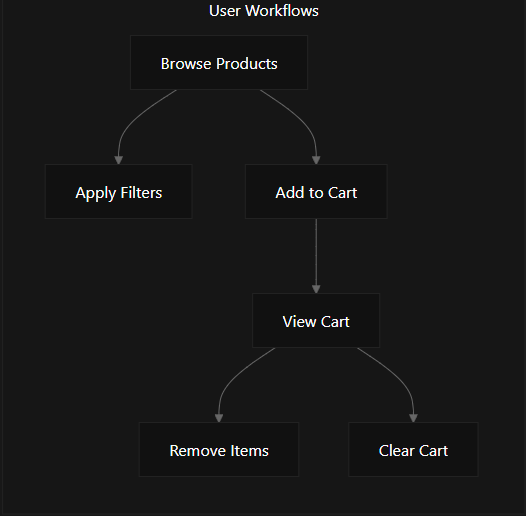 User Workflows
Browse Products
Apply Filters
Add to Cart
View Cart
Remove Items
Clear Cart